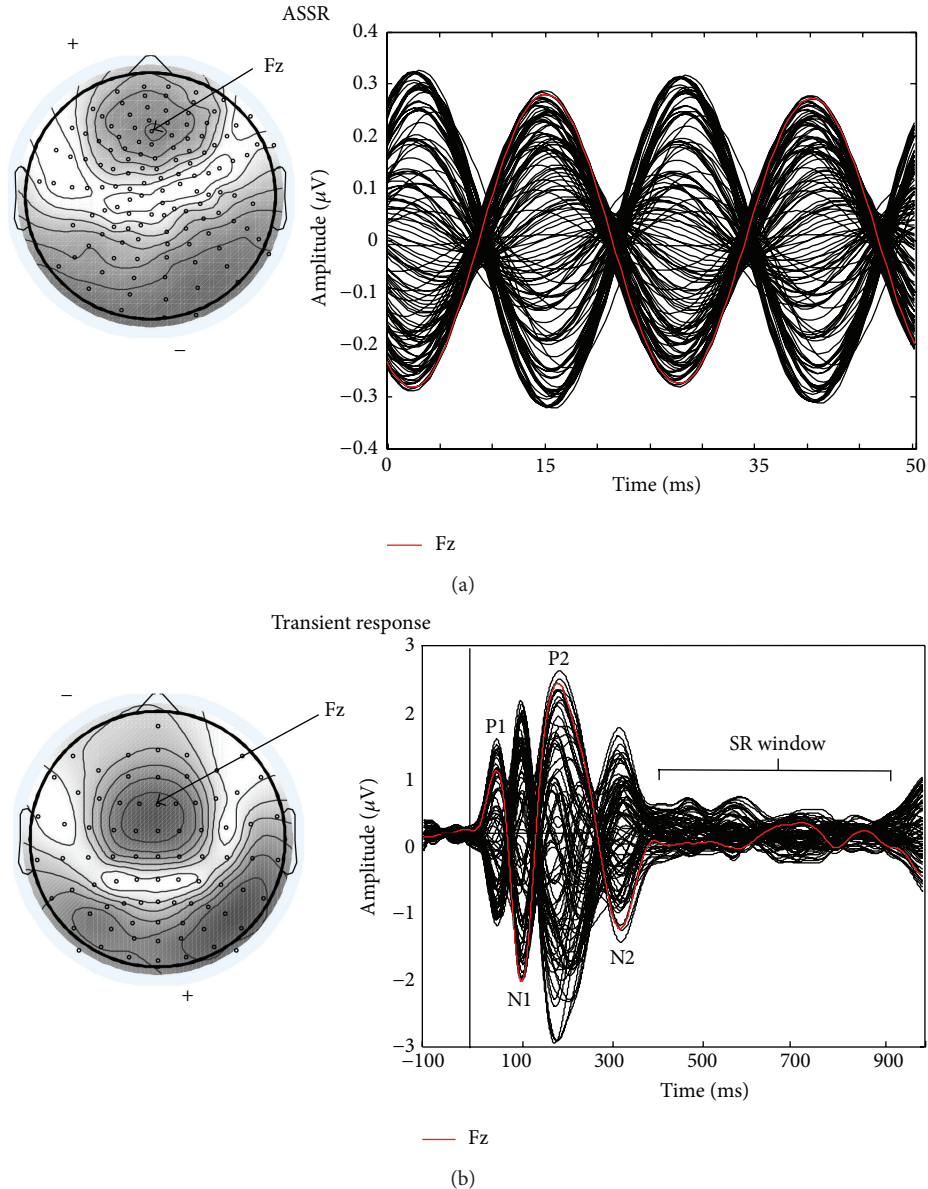 ASSR
+
Fz
−
Amplitude (μV)
0.4
0.3
0.2
0.1
0
−0.1
−0.2
−0.3
−0.4
0 15 35 50
Time (ms)
Fz
(a)
Transient response
−
Fz
+
Amplitude (μV)
3
2
1
0
−1
−2
−3
P1
P2
N1
N2
SR window
−100 100 300 500 700 900
Time (ms)
Fz
(b)